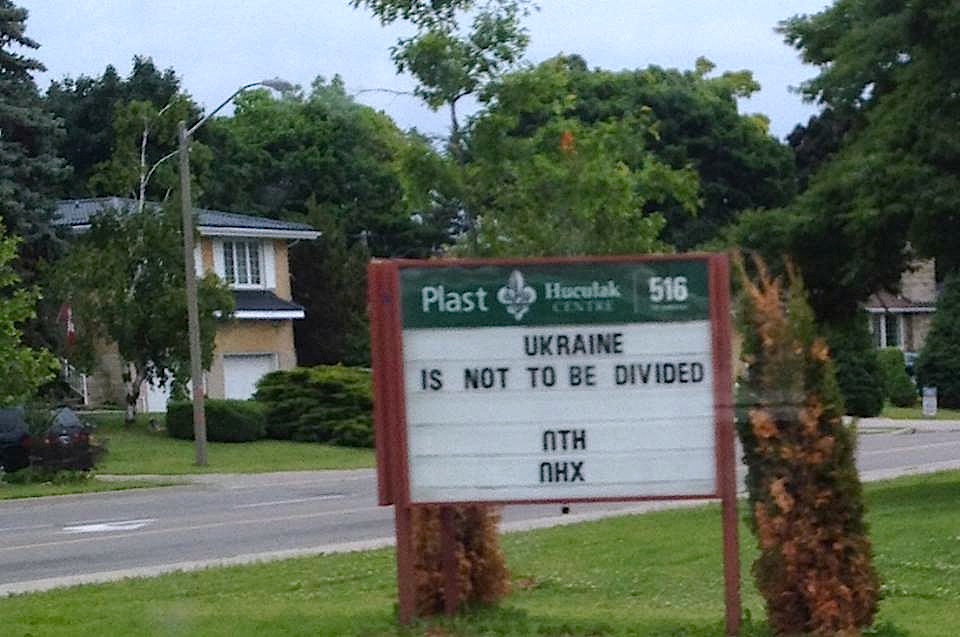 Plast Huculak 516
CENTRE
UKRAINE
IS NOT TO BE DIVIDED
ПТН
ПНХ